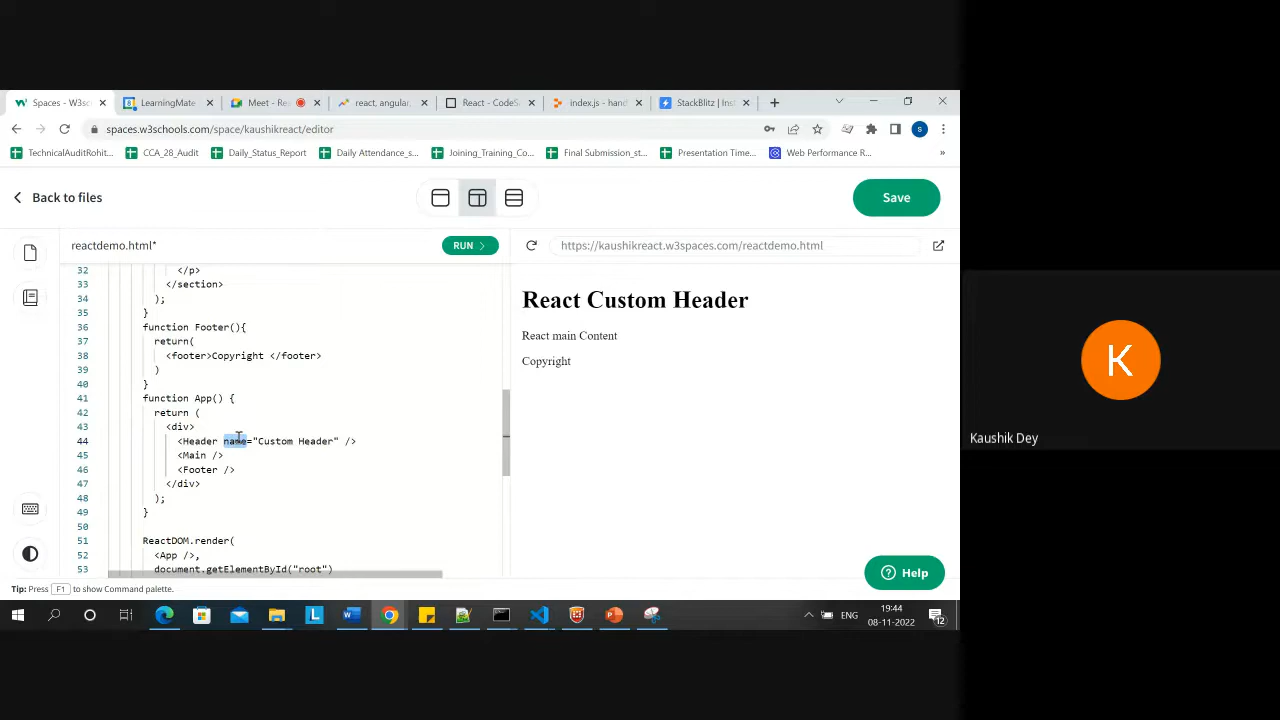 Spaces - W3sc
LearningMate
Meet - Re
react, angular,
React - CodeS
index.js - hand
StackBlitz | Inst
spaces.w3schools.com/space/kaushikreact/editor
S
TechnicalAuditRohit...
CCA_28_Audit
Daily_Status_Report
Daily Attendance_s...
Joining_Training_Co...
Final Submission_st...
Presentation Time...
Web Performance R...
»
Back to files
Save
reactdemo.html*
RUN
https://kaushikreact.w3spaces.com/reactdemo.html
32 </p>
33 </section>
34 );
35 }
36 function Footer(){
37 return(
38 <footer>Copyright </footer>
39 )
40 }
41 function App() {
42 return (
43 <div>
44 <Header name="Custom Header" />
45 <Main />
46 <Footer />
47 </div>
48 );
49 }
50
51 ReactDOM.render(
52 <App />,
53 document.getElementById("root")
React Custom Header
React main Content
Copyright
Help
Tip: Press F1 to show Command palette.
ENG
19:44
08-11-2022
12
K
Kaushik Dey